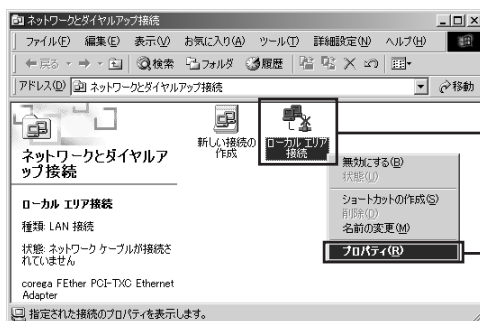 ネットワークとダイヤルアップ接続
ファイル(F) 編集(E) 表示(V) お気に入り(A) ツール(T) 詳細設定(N) ヘルプ(H)
戻る 検索 フォルダ 履歴
アドレス(D) ネットワークとダイヤルアップ接続 移動
新しい接続の
作成
ローカル エリア
接続
ネットワークとダイヤルア
ップ接続
ローカル エリア接続
種類: LAN 接続
状態: ネットワーク ケーブルが接続さ
れていません
corega FEther PCI-TXC Ethernet
Adapter
無効にする(B)
状態(U)
ショートカットの作成(S)
削除(D)
名前の変更(M)
プロパティ(R)
指定された接続のプロパティを表示します。